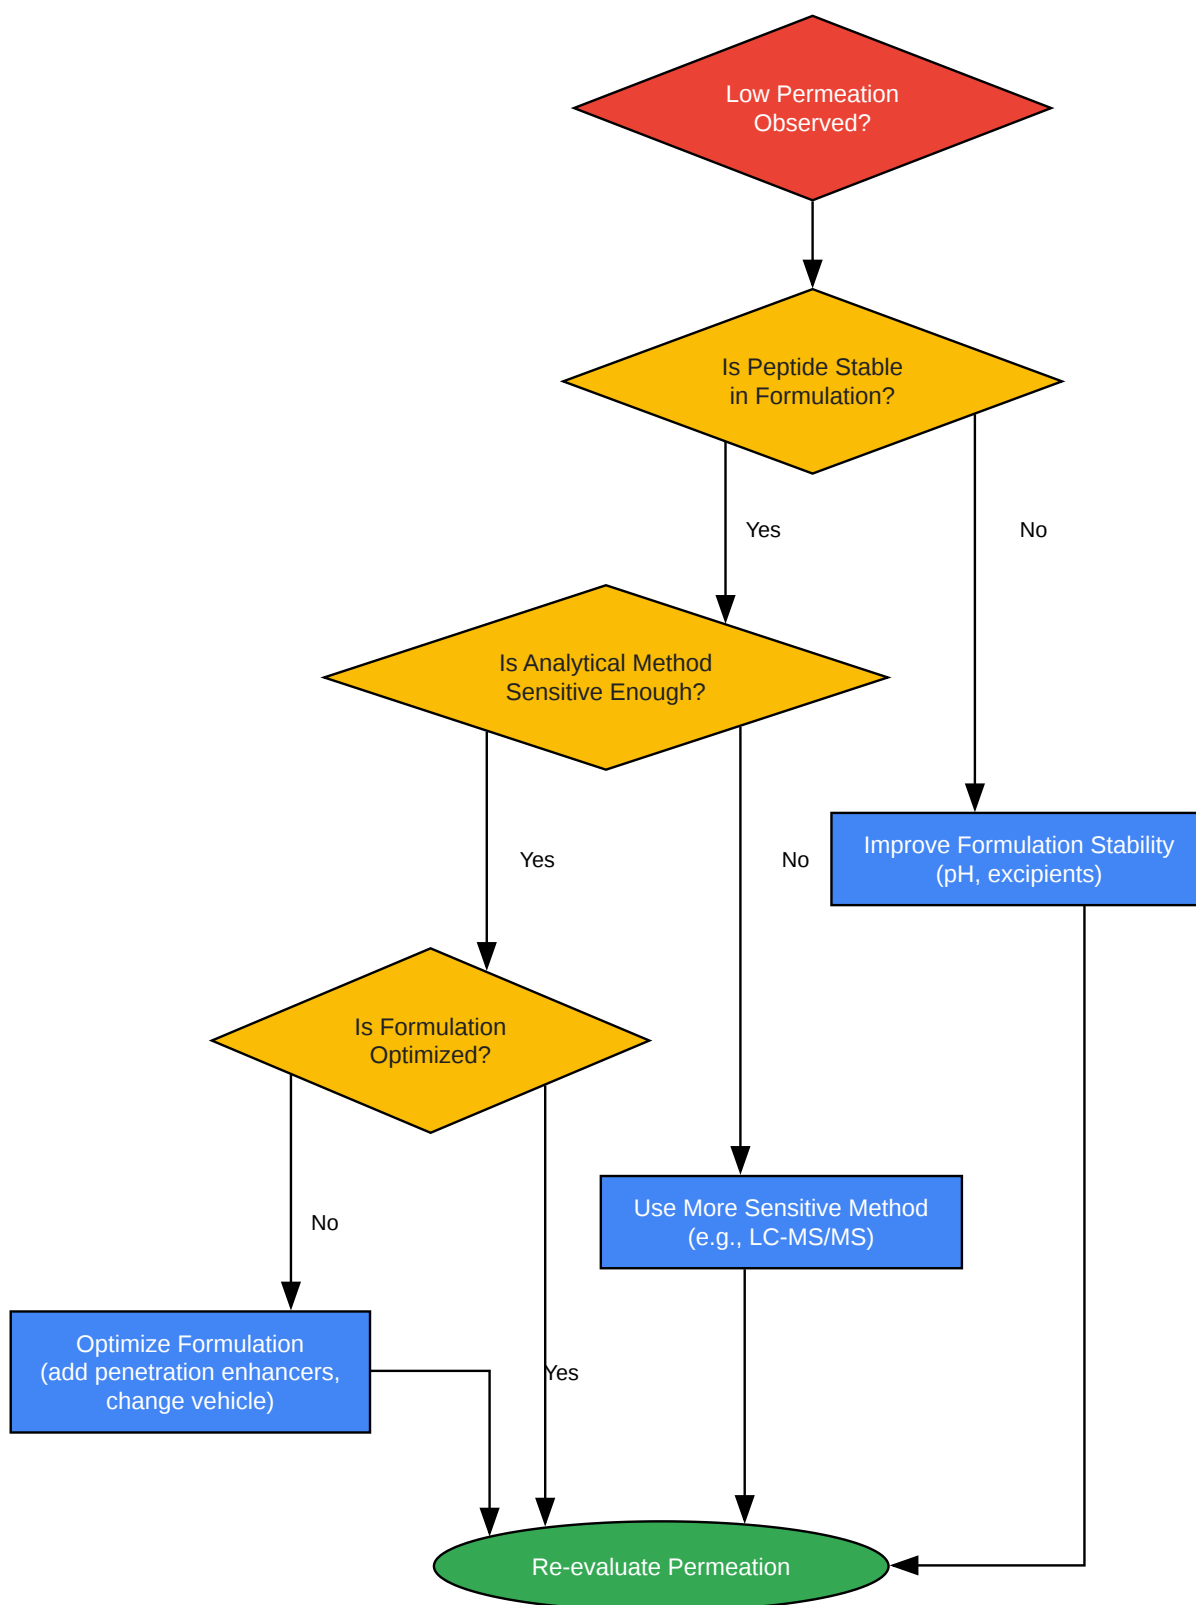 Low Permeation
Observed?
Is Peptide Stable
in Formulation?
Yes
No
Is Analytical Method
Sensitive Enough?
Improve Formulation Stability
(pH, excipients)
Yes
No
Is Formulation
Optimized?
Use More Sensitive Method
(e.g., LC-MS/MS)
No
Optimize Formulation
(add penetration enhancers,
change vehicle)
Yes
Re-evaluate Permeation